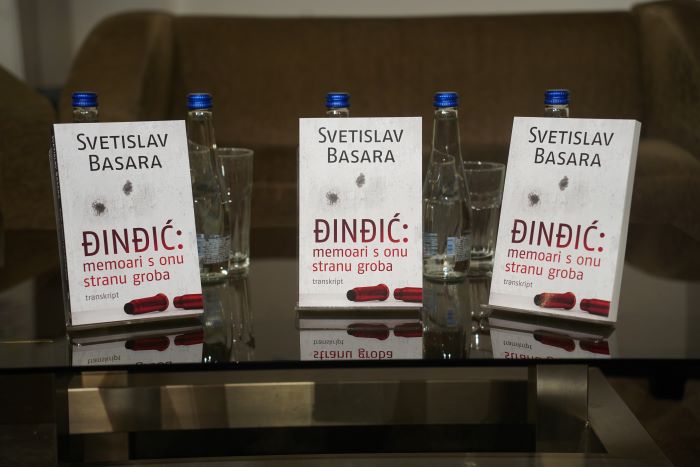 SVETISLAV
BASARA
ĐINĐIĆ:
memoari s onu
stranu groba
transkript
SVETISLAV
BASARA
ĐINĐIĆ:
memoari s onu
stranu groba
transkript
SVETISLAV
BASARA
ĐINĐIĆ:
memoari s onu
stranu groba
transkript